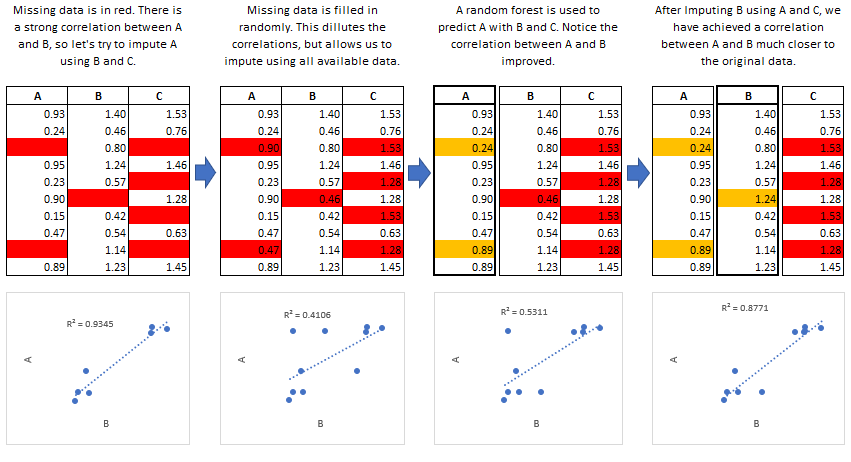 Missing data is in red. There is
a strong correlation between A
and B, so let's try to impute A
using B and C.
Missing data is filled in
randomly. This dillutes the
correlations, but allows us to
impute using all available data.
A random forest is used to
predict A with B and C. Notice the
correlation between A and B
improved.
After Imputing B using A and C, we
have achieved a correlation
between A and B much closer to
the original data.
A B C
0.93 1.40 1.53
0.24 0.46 0.76
0.80
0.95 1.24 1.46
0.23 0.57
0.90 1.28
0.15 0.42
0.47 0.54 0.63
1.14
0.89 1.23 1.45
A B C
0.93 1.40 1.53
0.24 0.46 0.76
0.90 0.80 1.53
0.95 1.24 1.46
0.23 0.57 1.28
0.90 0.46 1.28
0.15 0.42 1.53
0.47 0.54 0.63
0.47 1.14 1.28
0.89 1.23 1.45
A B C
0.93 1.40 1.53
0.24 0.46 0.76
0.24 0.80 1.53
0.95 1.24 1.46
0.23 0.57 1.28
0.90 0.46 1.28
0.15 0.42 1.53
0.47 0.54 0.63
0.89 1.14 1.28
0.89 1.23 1.45
A B C
0.93 1.40 1.53
0.24 0.46 0.76
0.24 0.80 1.53
0.95 1.24 1.46
0.23 0.57 1.28
0.90 1.24 1.28
0.15 0.42 1.53
0.47 0.54 0.63
0.89 1.14 1.28
0.89 1.23 1.45
R² = 0.9345
A
B
R² = 0.4106
A
B
R² = 0.5311
A
B
R² = 0.8771
A
B